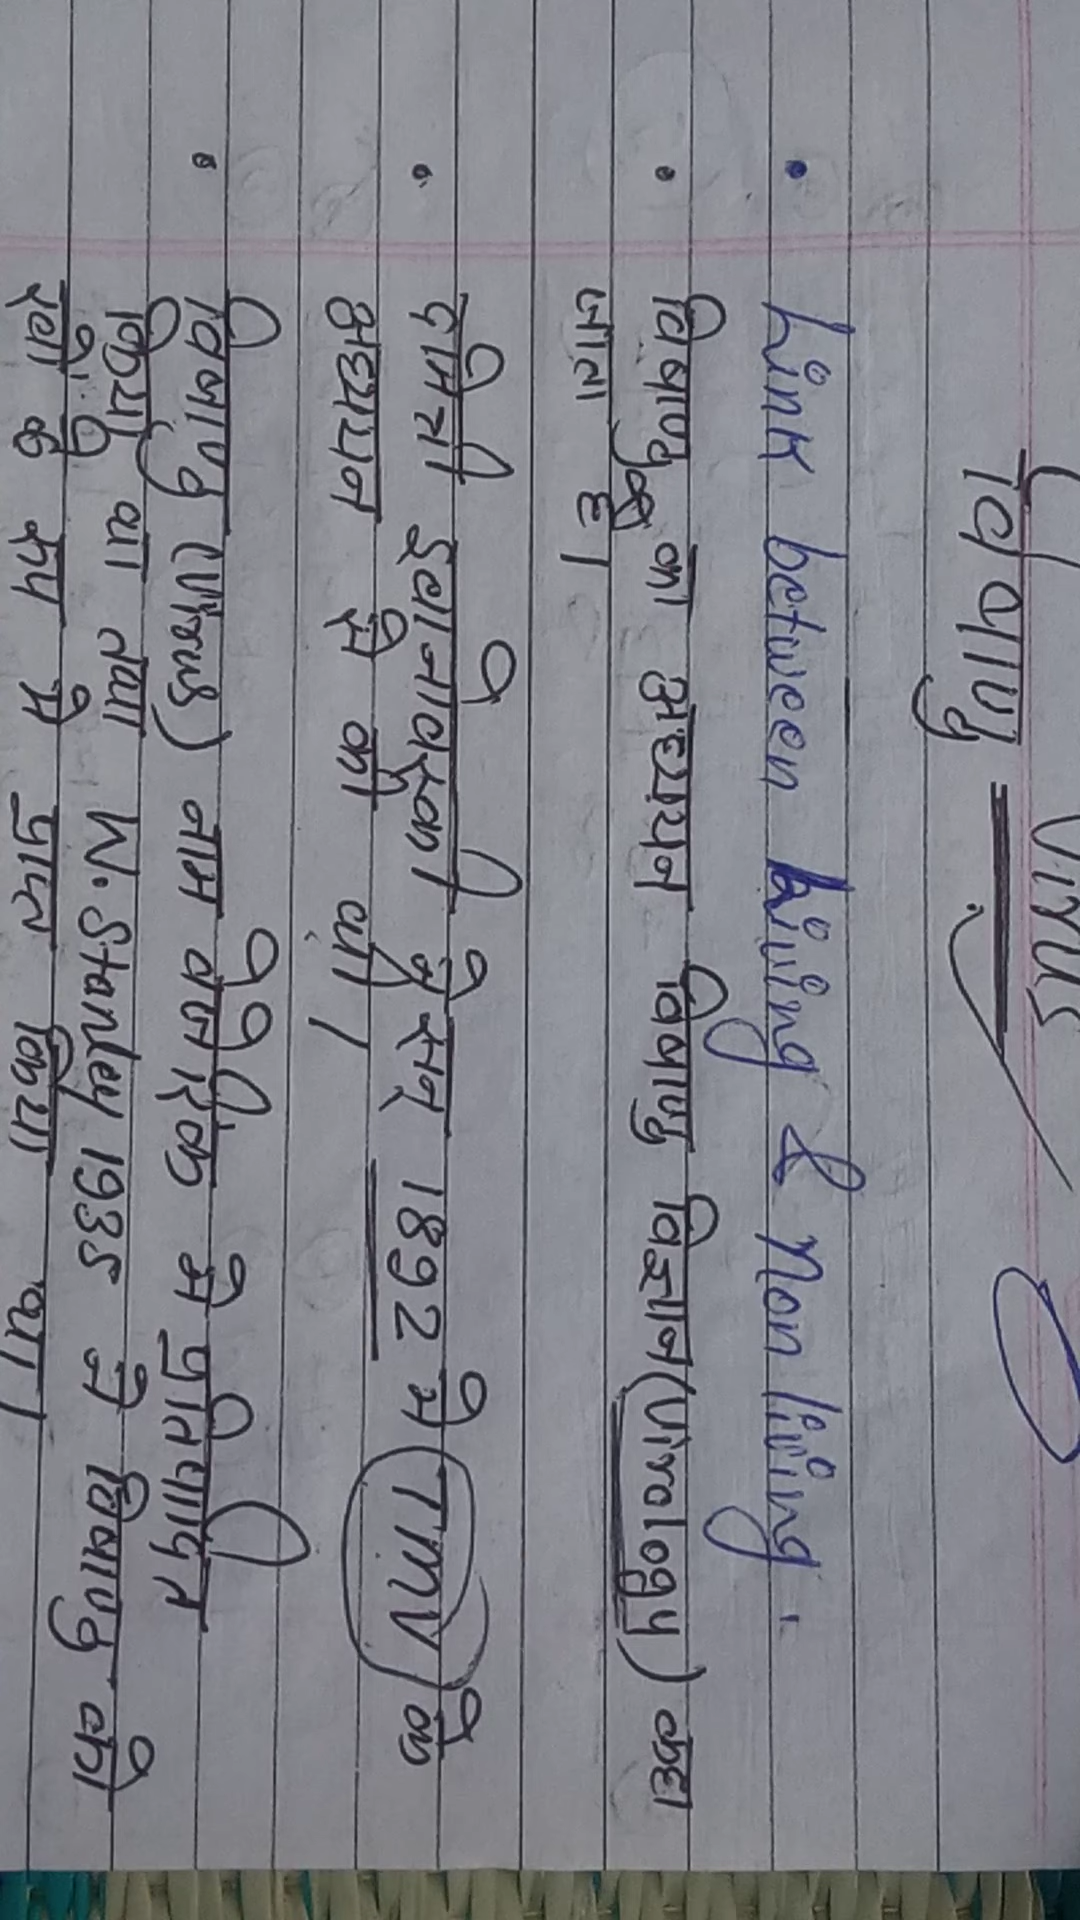 Virus
विषाणु
Link between Living & Non living.
विषाणु का अध्ययन विषाणु विज्ञान (Virology) कहा
जाता है।
दमित्री इवानोवस्की ने सन् 1892 में TMV के
अध्ययन से की थी।
विषाणु (Virus) नाम बेजेरिंक ने प्रतिपादित
किया था तथा W. Stanley 1935 ने विषाणु को
रवे के रूप में प्राप्त किया था।